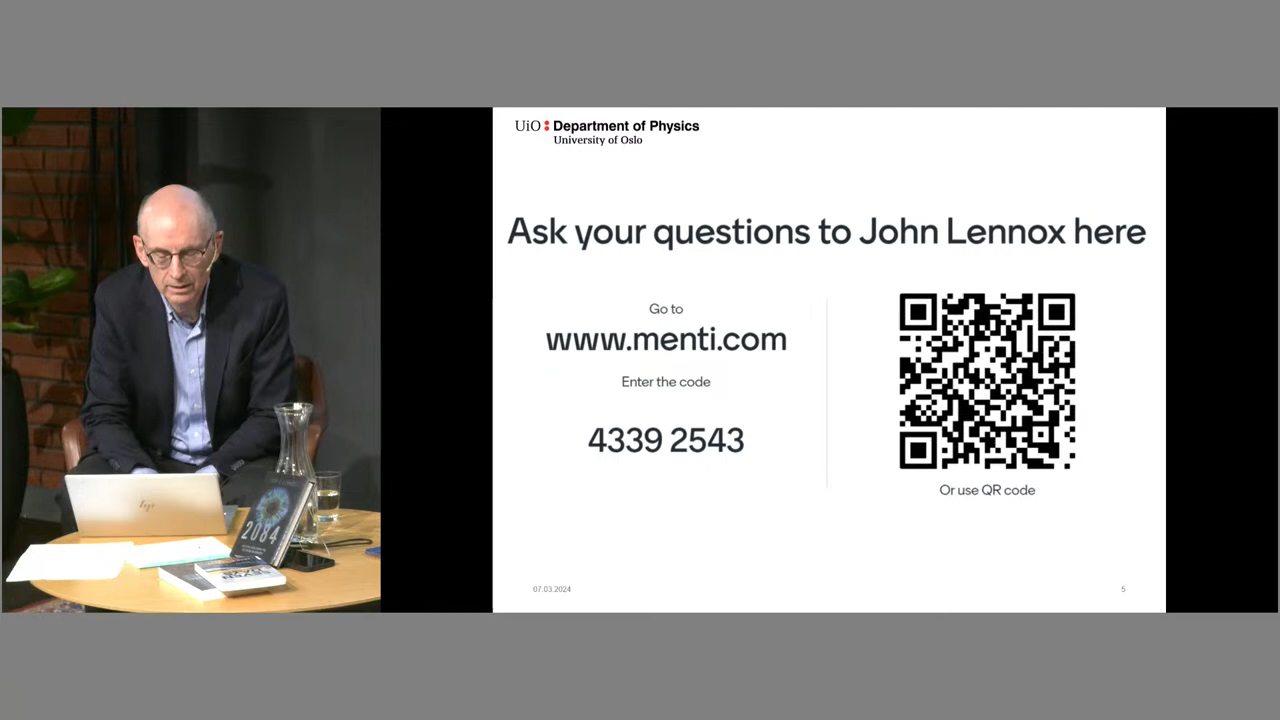 UiO Department of Physics
University of Oslo
Ask your questions to John Lennox here
Go to
www.menti.com
Enter the code
4339 2543
Or use QR code
07.03.2024
5
hp
2084